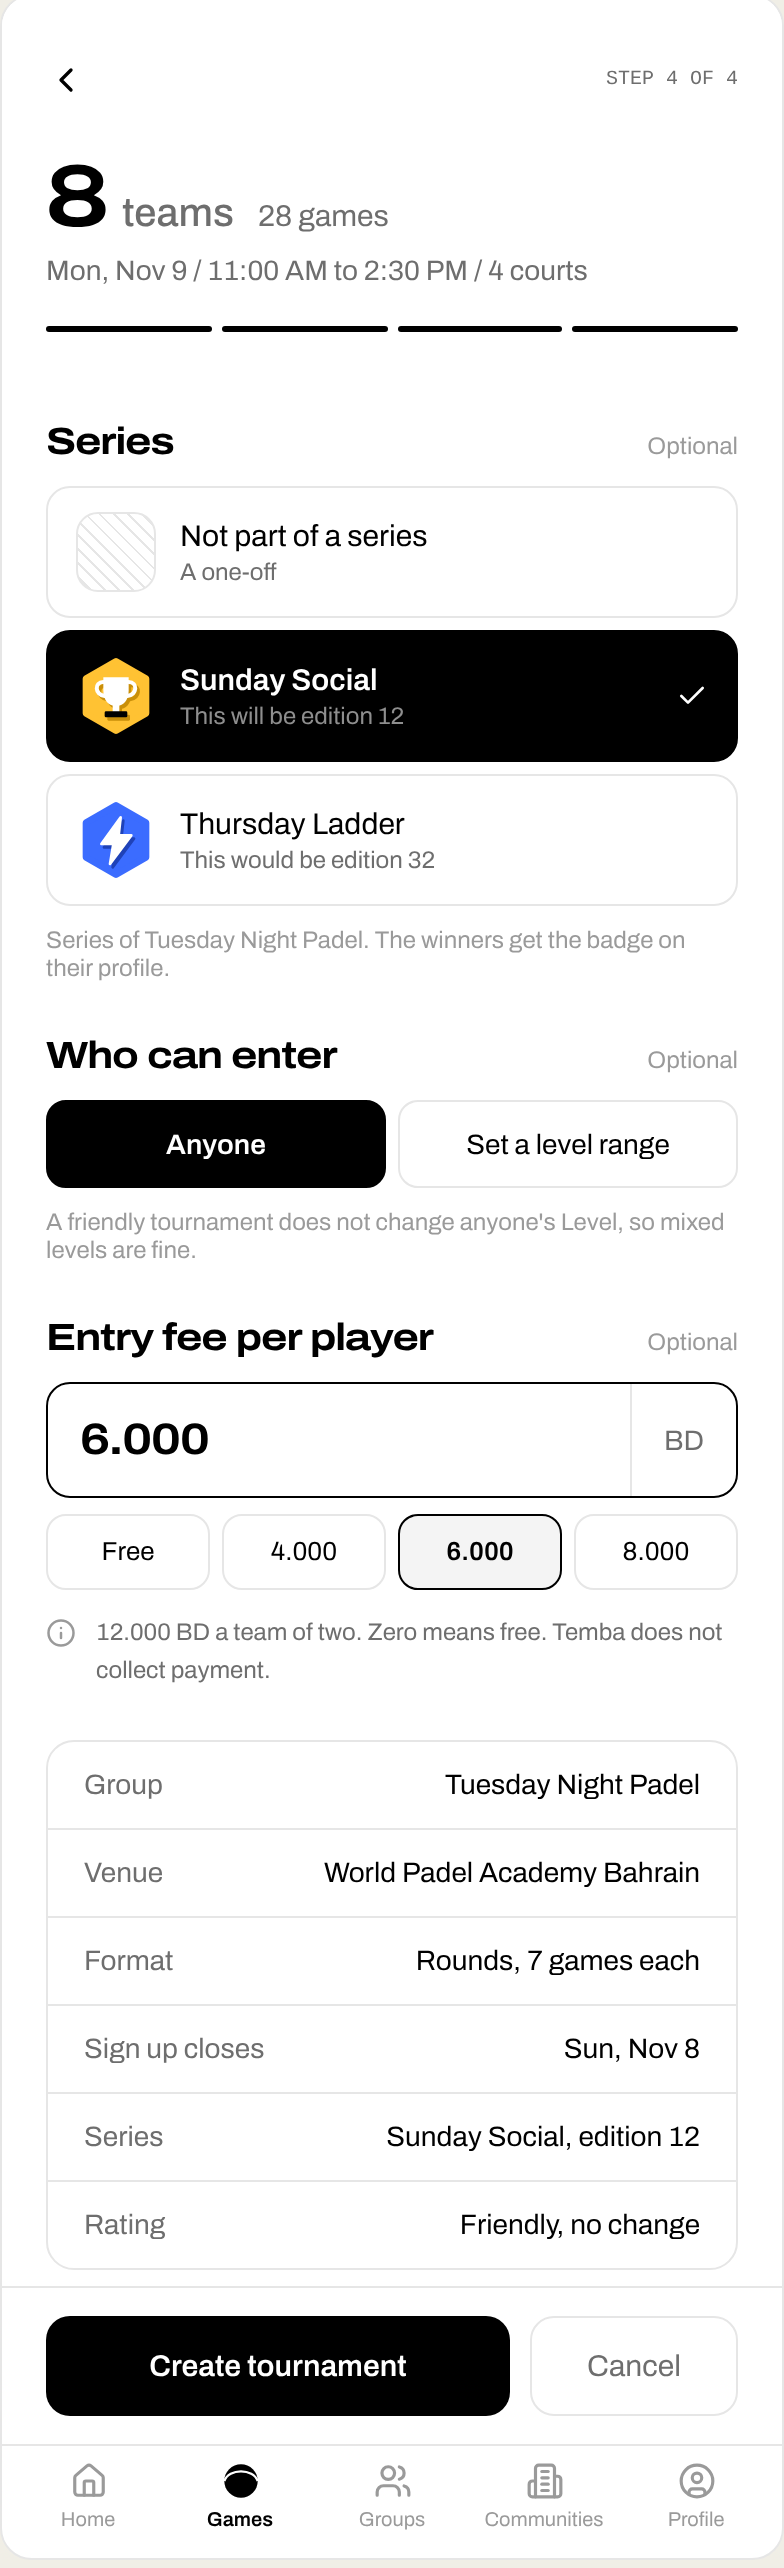 STEP 4 OF 4
8 teams 28 games
Mon, Nov 9 / 11:00 AM to 2:30 PM / 4 courts
Series Optional
Not part of a series
A one-off
Sunday Social
This will be edition 12
Thursday Ladder
This would be edition 32
Series of Tuesday Night Padel. The winners get the badge on
their profile.
Who can enter Optional
Anyone Set a level range
A friendly tournament does not change anyone's Level, so mixed
levels are fine.
Entry fee per player Optional
6.000 BD
Free 4.000 6.000 8.000
12.000 BD a team of two. Zero means free. Temba does not
collect payment.
Group Tuesday Night Padel
Venue World Padel Academy Bahrain
Format Rounds, 7 games each
Sign up closes Sun, Nov 8
Series Sunday Social, edition 12
Rating Friendly, no change
Create tournament Cancel
Home Games Groups Communities Profile